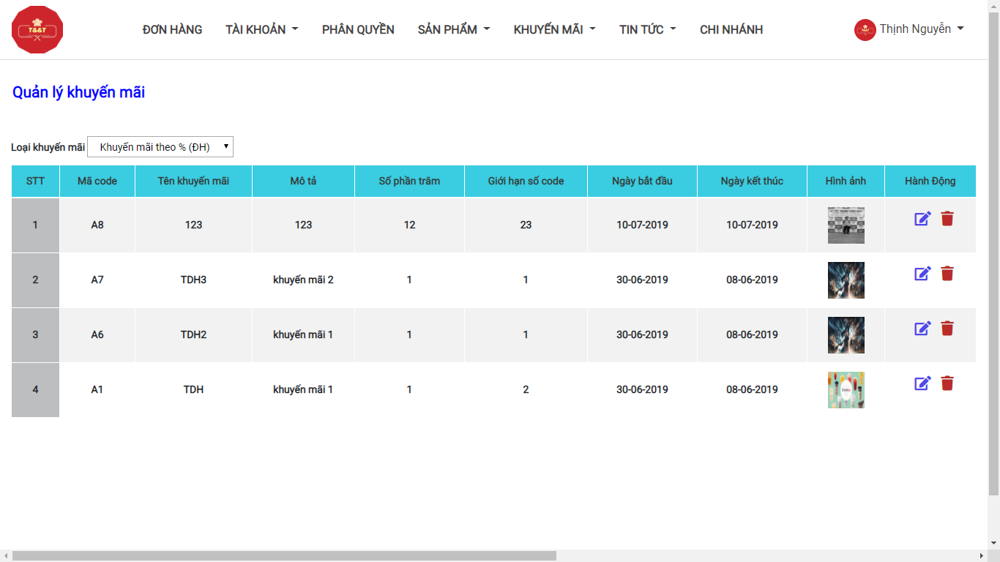 T&&T
ĐƠN HÀNG TÀI KHOẢN PHÂN QUYỀN SẢN PHẨM KHUYẾN MÃI TIN TỨC CHI NHÁNH Thịnh Nguyễn
Quản lý khuyến mãi
Loại khuyến mãi Khuyến mãi theo % (ĐH)
STT Mã code Tên khuyến mãi Mô tả Số phần trăm Giới hạn số code Ngày bắt đầu Ngày kết thúc Hình ảnh Hành Động
1 A8 123 123 12 23 10-07-2019 10-07-2019
2 A7 TDH3 khuyến mãi 2 1 1 30-06-2019 08-06-2019
3 A6 TDH2 khuyến mãi 1 1 1 30-06-2019 08-06-2019
4 A1 TDH khuyến mãi 1 1 2 30-06-2019 08-06-2019